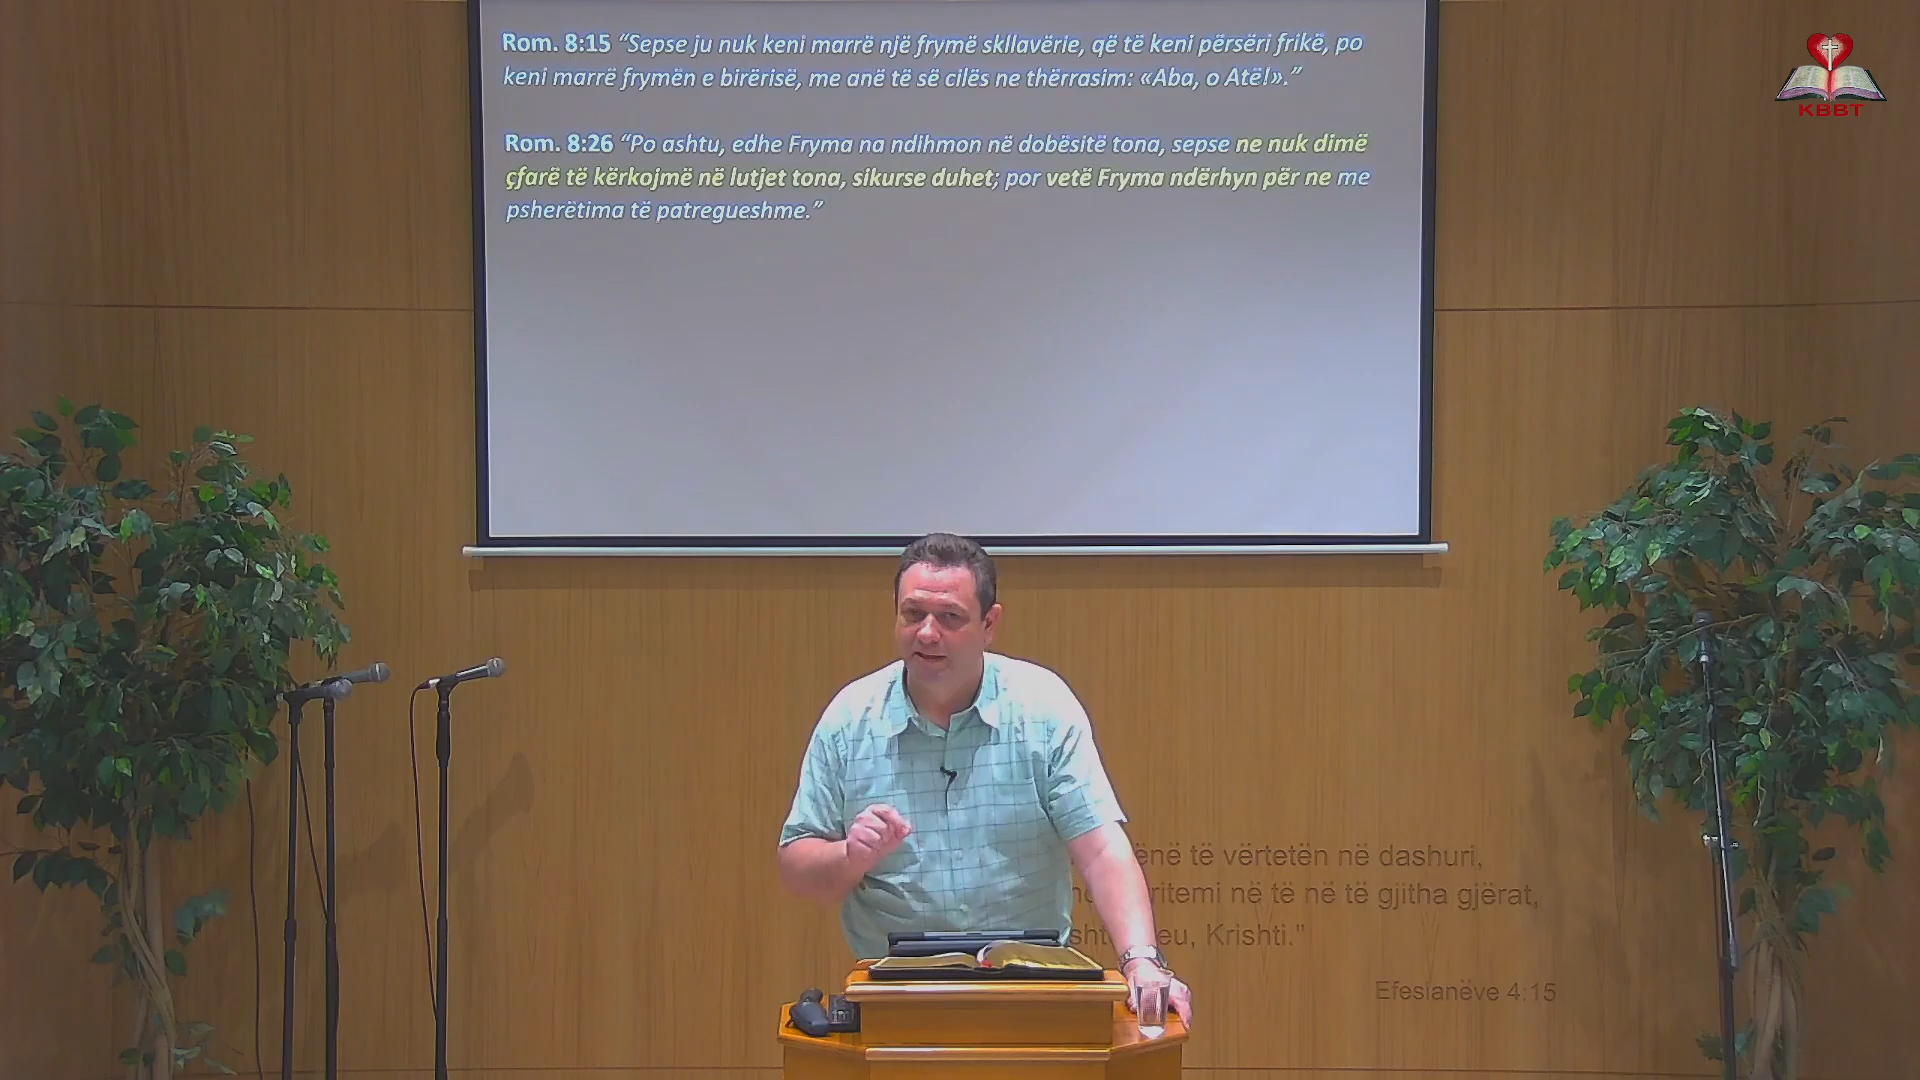 Rom. 8:15 “Sepse ju nuk keni marrë një frymë skllavërie, që të keni përsëri frikë, po
keni marrë frymën e birërisë, me anë të së cilës ne thërrasim: «Aba, o Atë!».”
Rom. 8:26 “Po ashtu, edhe Fryma na ndihmon në dobësitë tona, sepse ne nuk dimë
çfarë të kërkojmë në lutjet tona, sikurse duhet; por vetë Fryma ndërhyn për ne me
psherëtima të patregueshme.”
KBBT
të vërtetën në dashuri,
në të në të gjitha gjërat,
Krishti."
Efesianëve 4:15